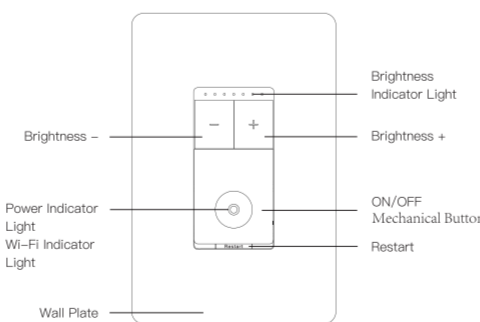 Brightness
Indicator Light
−
+
Brightness −
Brightness +
Power Indicator
Light
Wi-Fi Indicator
Light
ON/OFF
Mechanical Button
Restart
Restart
Wall Plate